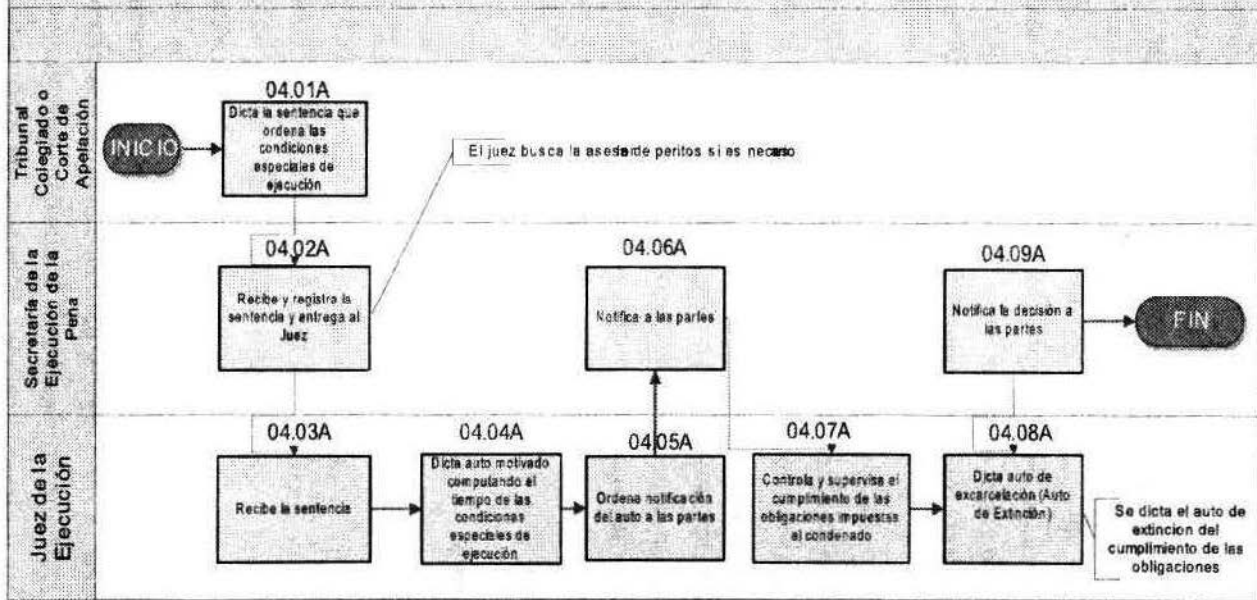 Tribunal
Colegiado o
Corte de
Apelación
INICIO
04.01A
Dicta la sentencia que
ordena las
condiciones
especiales de
ejecución
El juez busca la
de peritos si es
Secretaría de la
Ejecución de la
Pena
04.02A
Recibe y registra la
sentencia y entrega al
Juez
04.06A
Notifica a las partes
04.09A
Notifica la decisión a
las partes
FIN
Juez de la
Ejecución
04.03A
Recibe la sentencia
04.04A
Dicta auto motivado
computando el
tiempo de las
condiciones
especiales de
ejecución
04.05A
Ordena notificación
del auto a las partes
04.07A
Controla y supervisa el
cumplimiento de las
obligaciones impuestas
al condenado
04.08A
Dicta auto de
excarcelación (Auto
de Extinción)
Se dicta el auto de
extincion del
cumplimiento de las
obligaciones